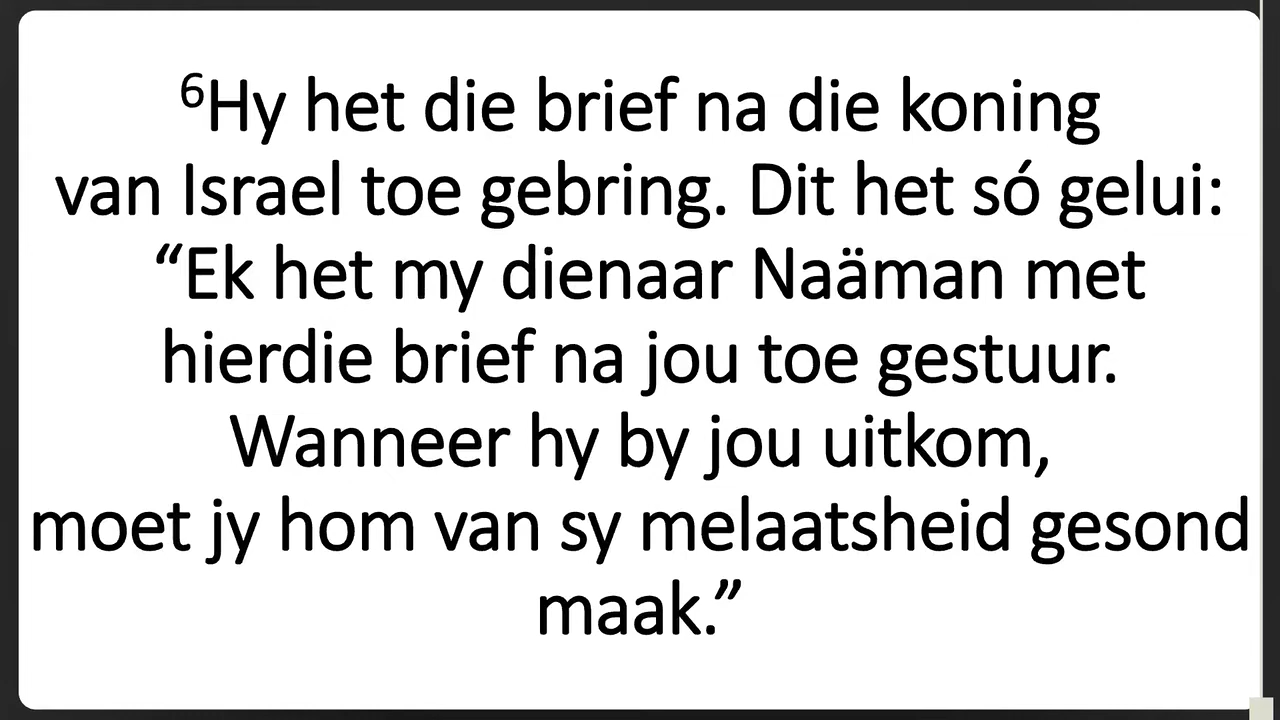 ⁶Hy het die brief na die koning
van Israel toe gebring. Dit het só gelui:
“Ek het my dienaar Naäman met
hierdie brief na jou toe gestuur.
Wanneer hy by jou uitkom,
moet jy hom van sy melaatsheid gesond
maak.”